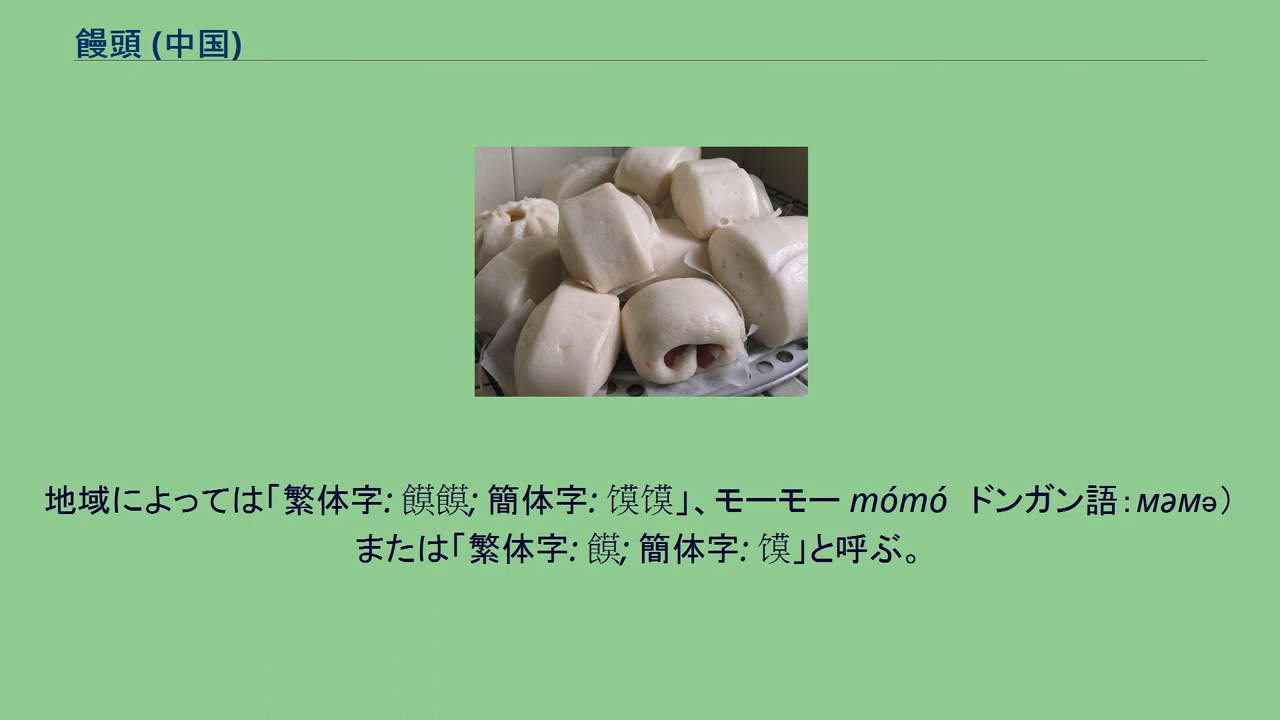 饅頭 (中国)
地域によっては「繁体字: 饃饃; 簡体字: 馍馍」、モーモー mómó ドンガン語：мәмә）
または「繁体字: 饃; 簡体字: 馍」と呼ぶ。